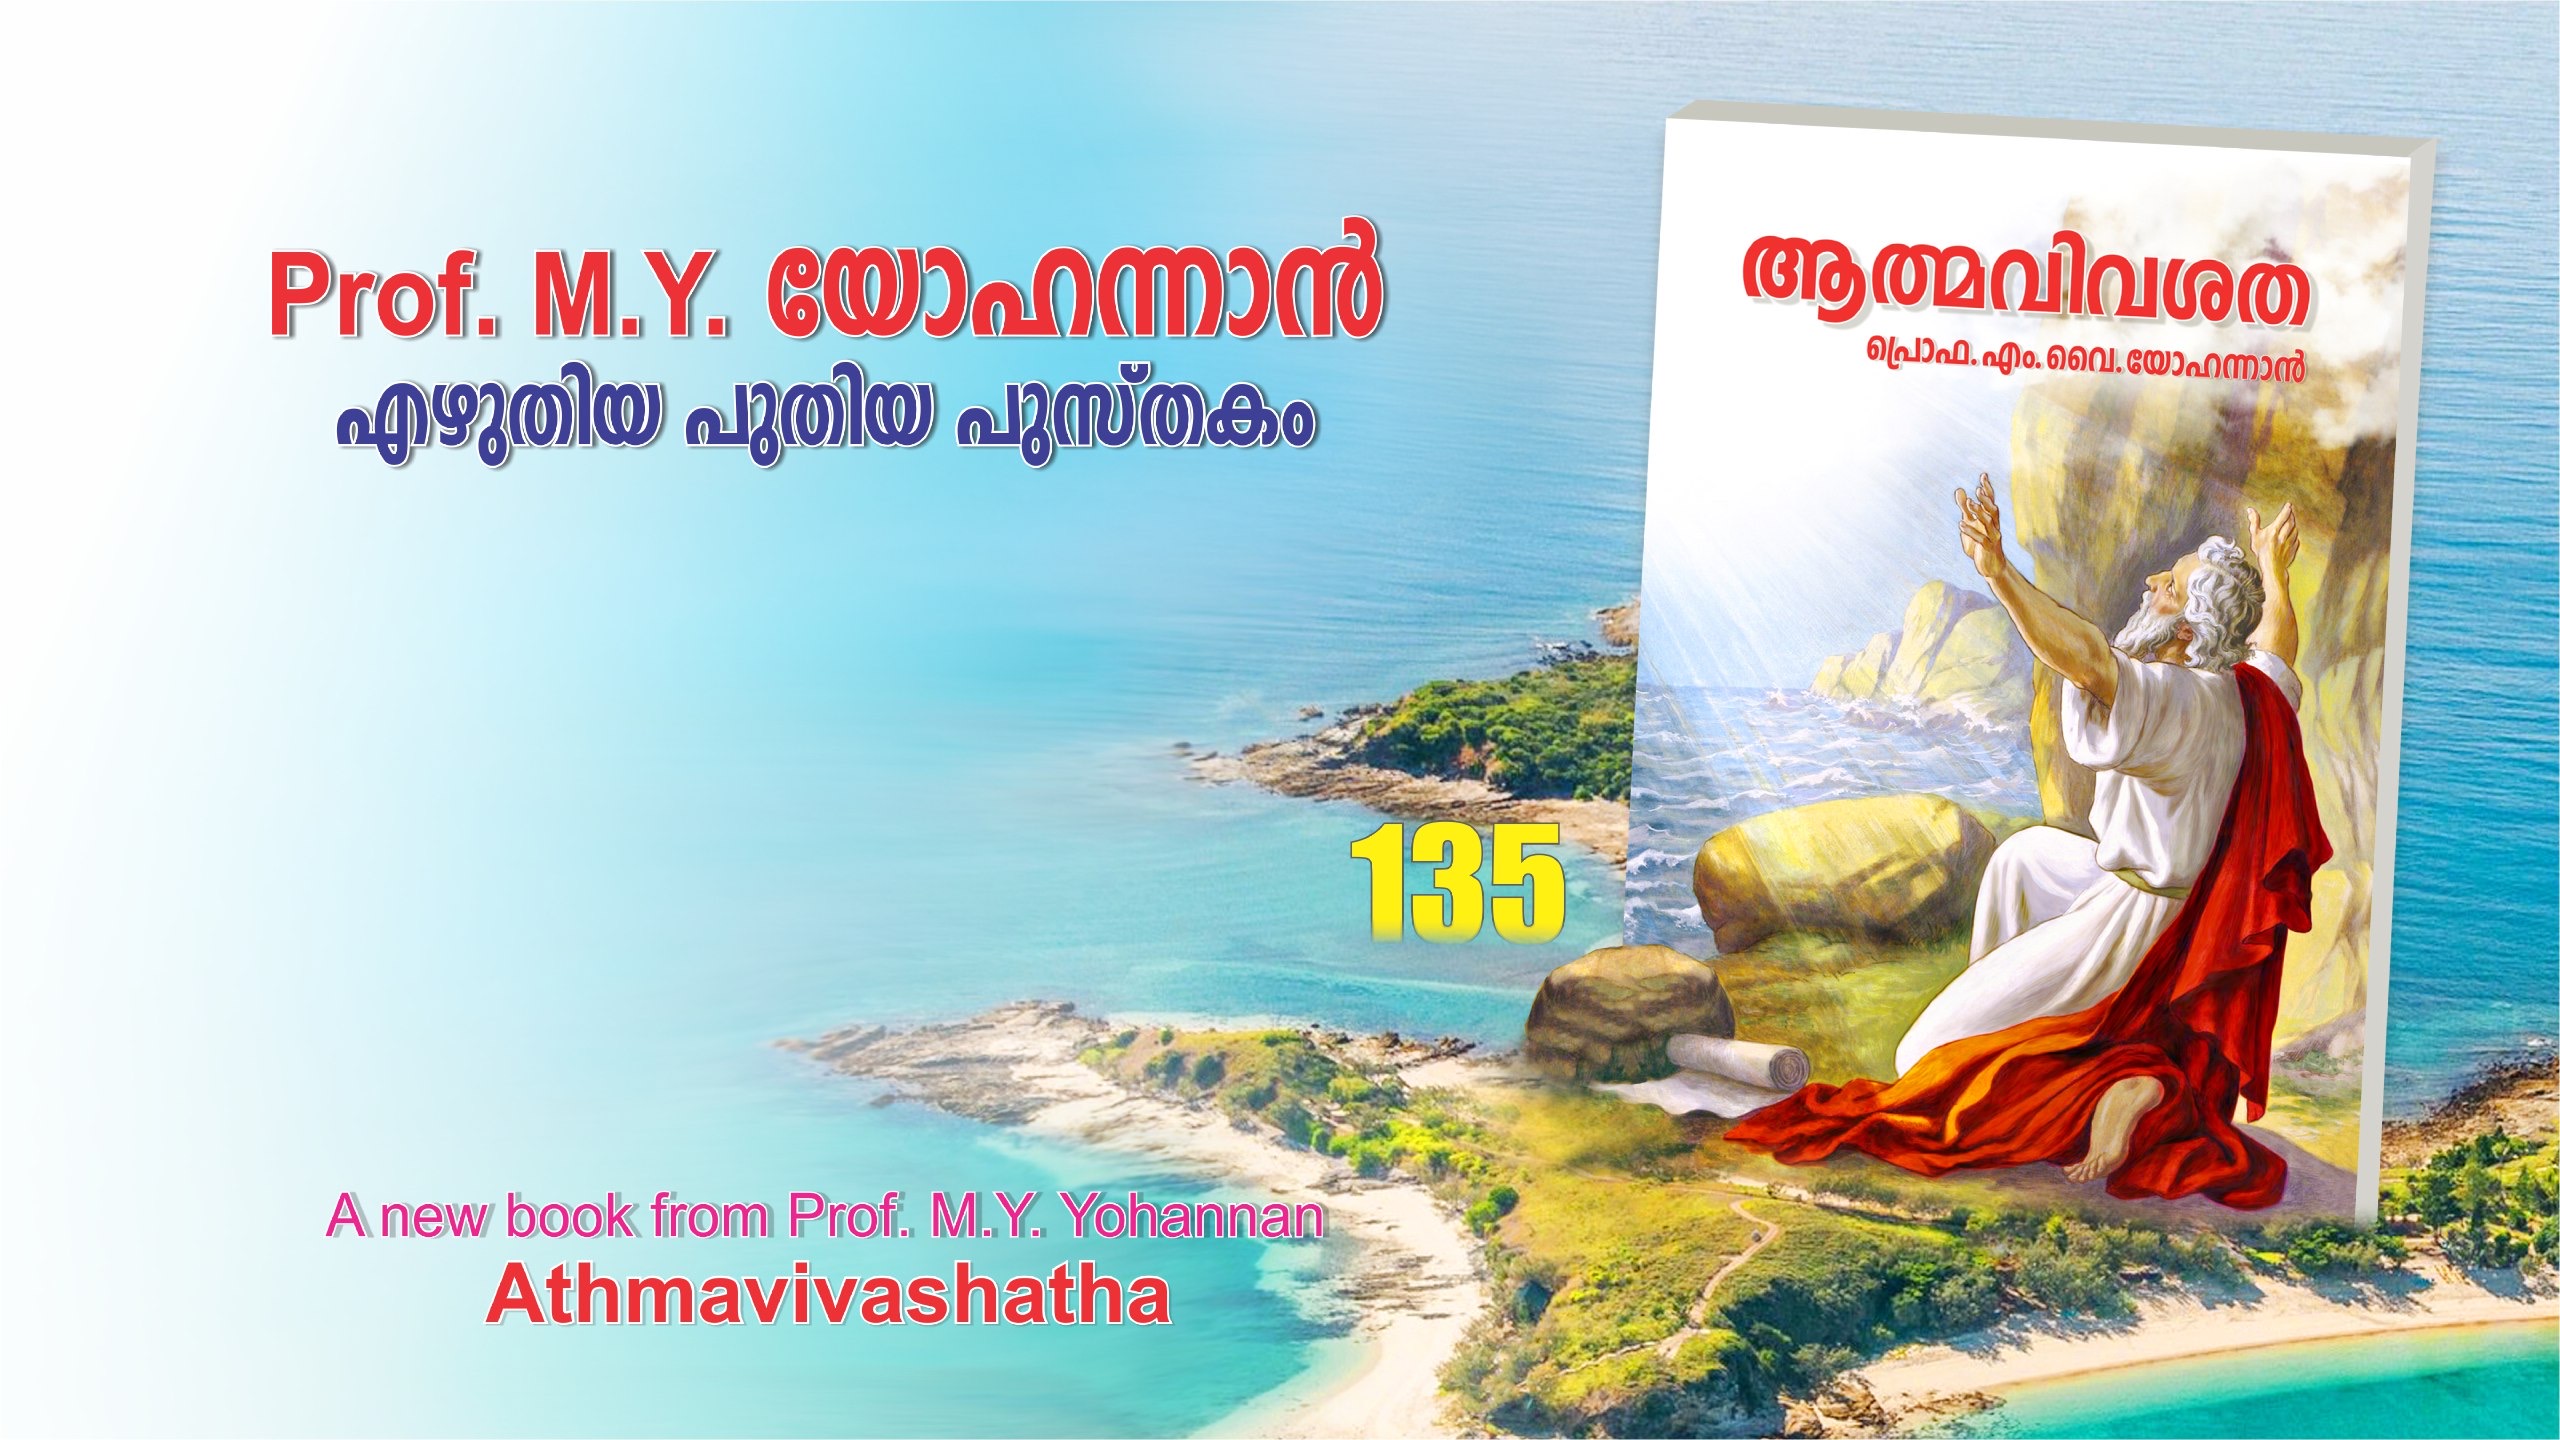 Prof. M.Y. യോഹന്നാൻ
എഴുതിയ പുതിയ പുസ്തകം
ആത്മവിവശത
പ്രൊഫ. എം. വൈ. യോഹന്നാൻ
135
A new book from Prof. M.Y. Yohannan
Athmavivashatha